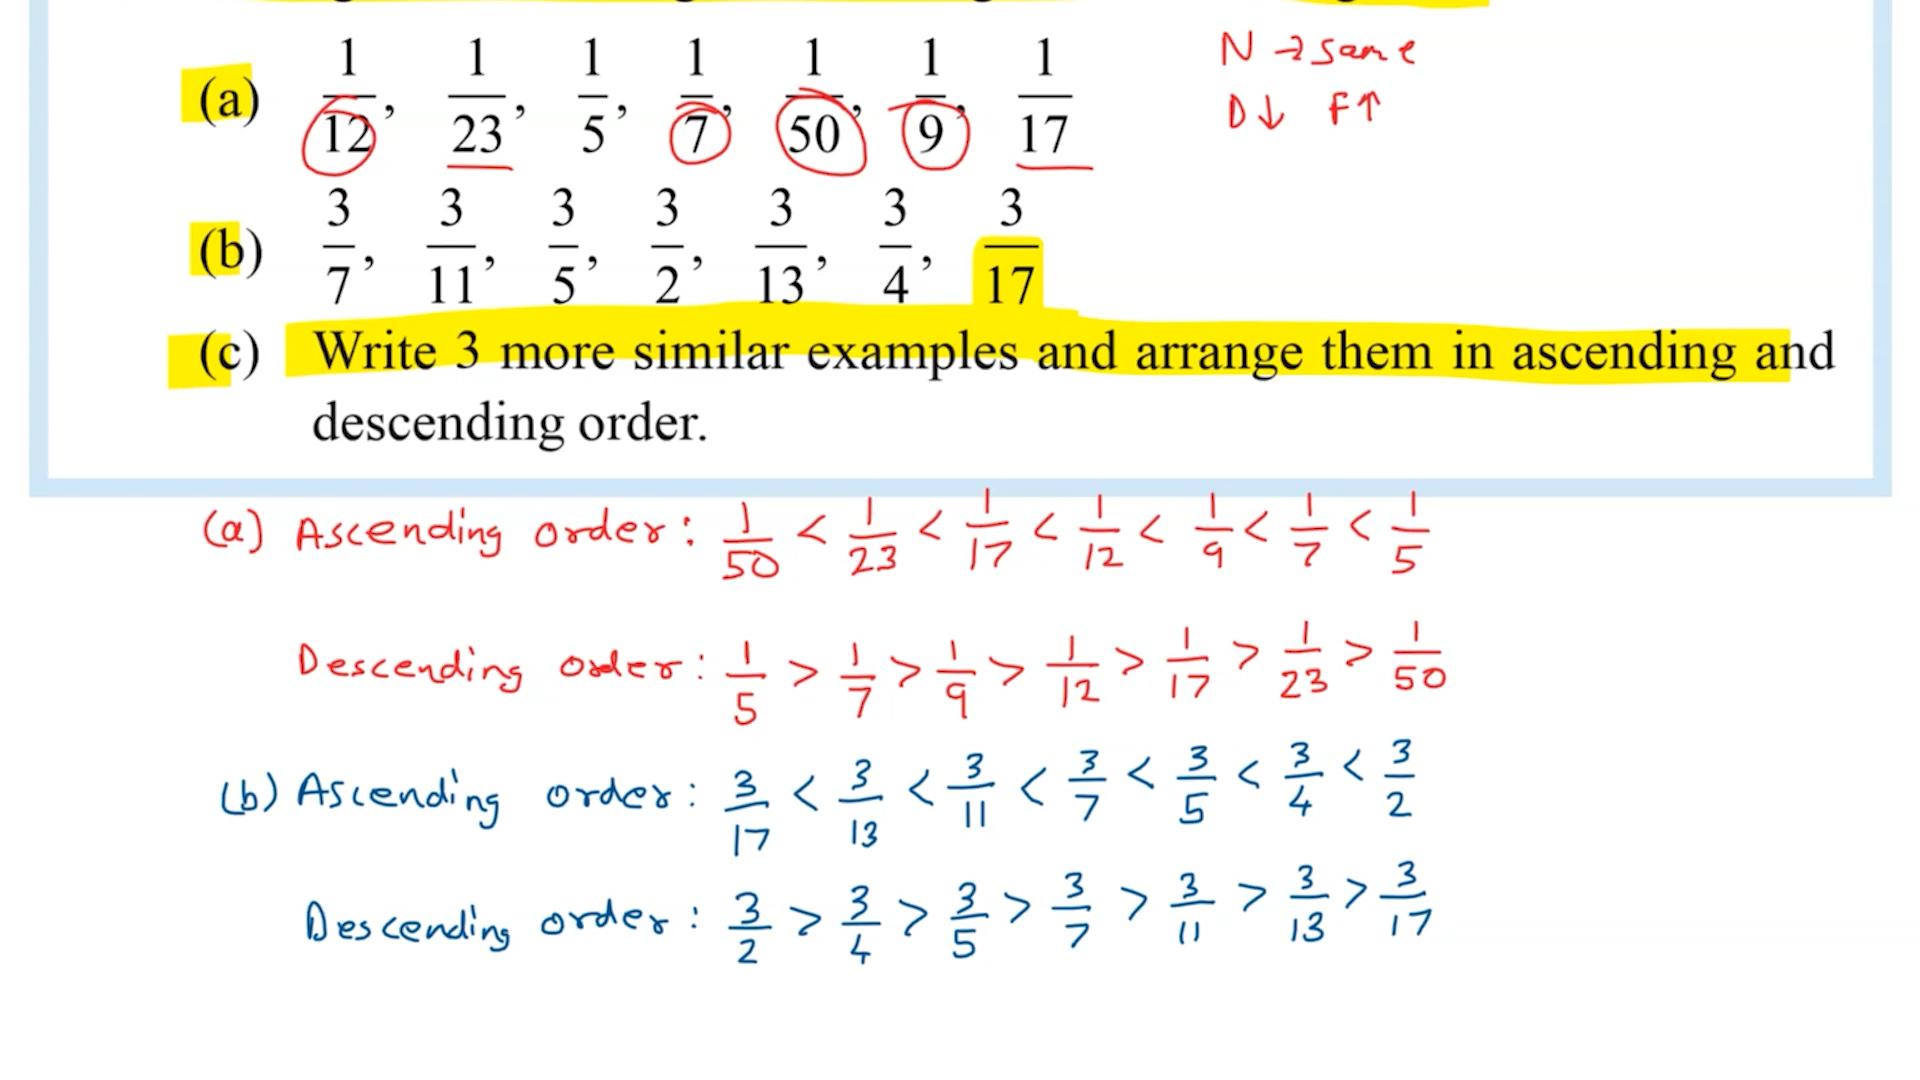 (a) 1/12, 1/23, 1/5, 1/7, 1/50, 1/9, 1/17
N → same
D↓ F↑
(b) 3/7, 3/11, 3/5, 3/2, 3/13, 3/4, 3/17
(c) Write 3 more similar examples and arrange them in ascending and
descending order.
(a) Ascending order: 1/50 < 1/23 < 1/17 < 1/12 < 1/9 < 1/7 < 1/5
Descending order: 1/5 > 1/7 > 1/9 > 1/12 > 1/17 > 1/23 > 1/50
(b) Ascending order: 3/17 < 3/13 < 3/11 < 3/7 < 3/5 < 3/4 < 3/2
Descending order: 3/2 > 3/4 > 3/5 > 3/7 > 3/11 > 3/13 > 3/17